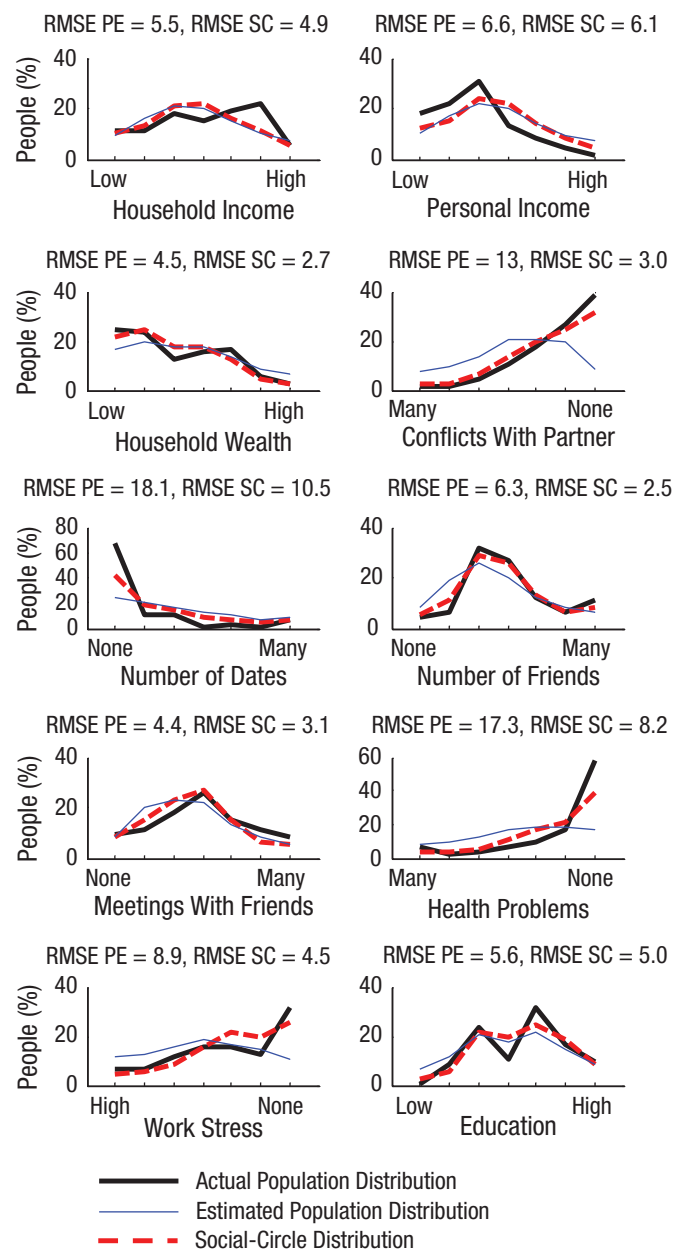 RMSE PE = 5.5, RMSE SC = 4.9
People (%)
40
20
0
Low High
Household Income
RMSE PE = 6.6, RMSE SC = 6.1
40
20
0
Low High
Personal Income
RMSE PE = 4.5, RMSE SC = 2.7
People (%)
40
20
0
Low High
Household Wealth
RMSE PE = 13, RMSE SC = 3.0
40
20
0
Many None
Conflicts With Partner
RMSE PE = 18.1, RMSE SC = 10.5
People (%)
80
60
40
20
0
None Many
Number of Dates
RMSE PE = 6.3, RMSE SC = 2.5
40
20
0
None Many
Number of Friends
RMSE PE = 4.4, RMSE SC = 3.1
People (%)
40
20
0
None Many
Meetings With Friends
RMSE PE = 17.3, RMSE SC = 8.2
60
40
20
0
Many None
Health Problems
RMSE PE = 8.9, RMSE SC = 4.5
People (%)
40
20
0
High None
Work Stress
RMSE PE = 5.6, RMSE SC = 5.0
40
20
0
Low High
Education
Actual Population Distribution
Estimated Population Distribution
Social-Circle Distribution